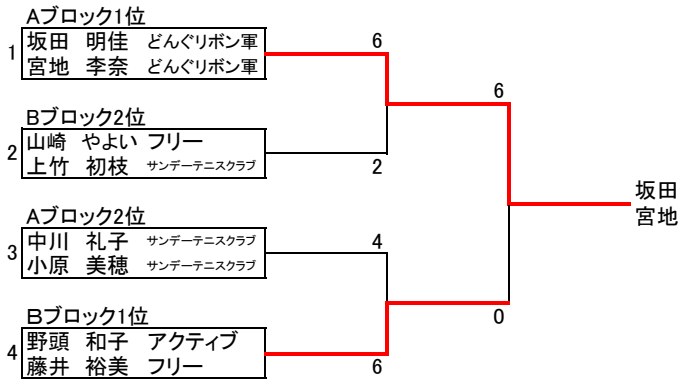 Aブロック1位
1 坂田 明佳 どんぐリボン軍
宮地 李奈 どんぐリボン軍
6
6
Bブロック2位
2 山崎 やよい フリー
上竹 初枝 サンデーテニスクラブ
2
坂田
宮地
Aブロック2位
3 中川 礼子 サンデーテニスクラブ
小原 美穂 サンデーテニスクラブ
4
0
Bブロック1位
4 野頭 和子 アクティブ
藤井 裕美 フリー
6